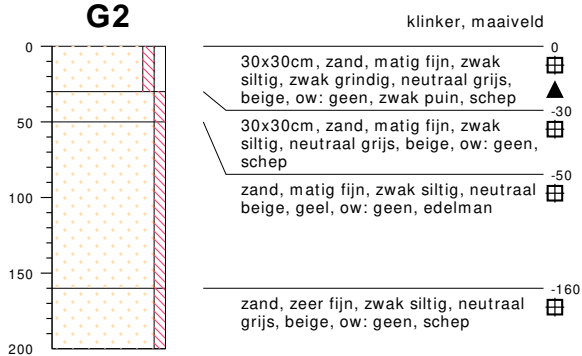 G2
klinker, maaiveld
0
0
30x30cm, zand, matig fijn, zwak
siltig, zwak grindig, neutraal grijs,
beige, ow: geen, zwak puin, schep
-30
50
30x30cm, zand, matig fijn, zwak
siltig, neutraal grijs, beige, ow: geen,
schep
-50
zand, matig fijn, zwak siltig, neutraal
beige, geel, ow: geen, edelman
100
150
-160
zand, zeer fijn, zwak siltig, neutraal
grijs, beige, ow: geen, schep
200